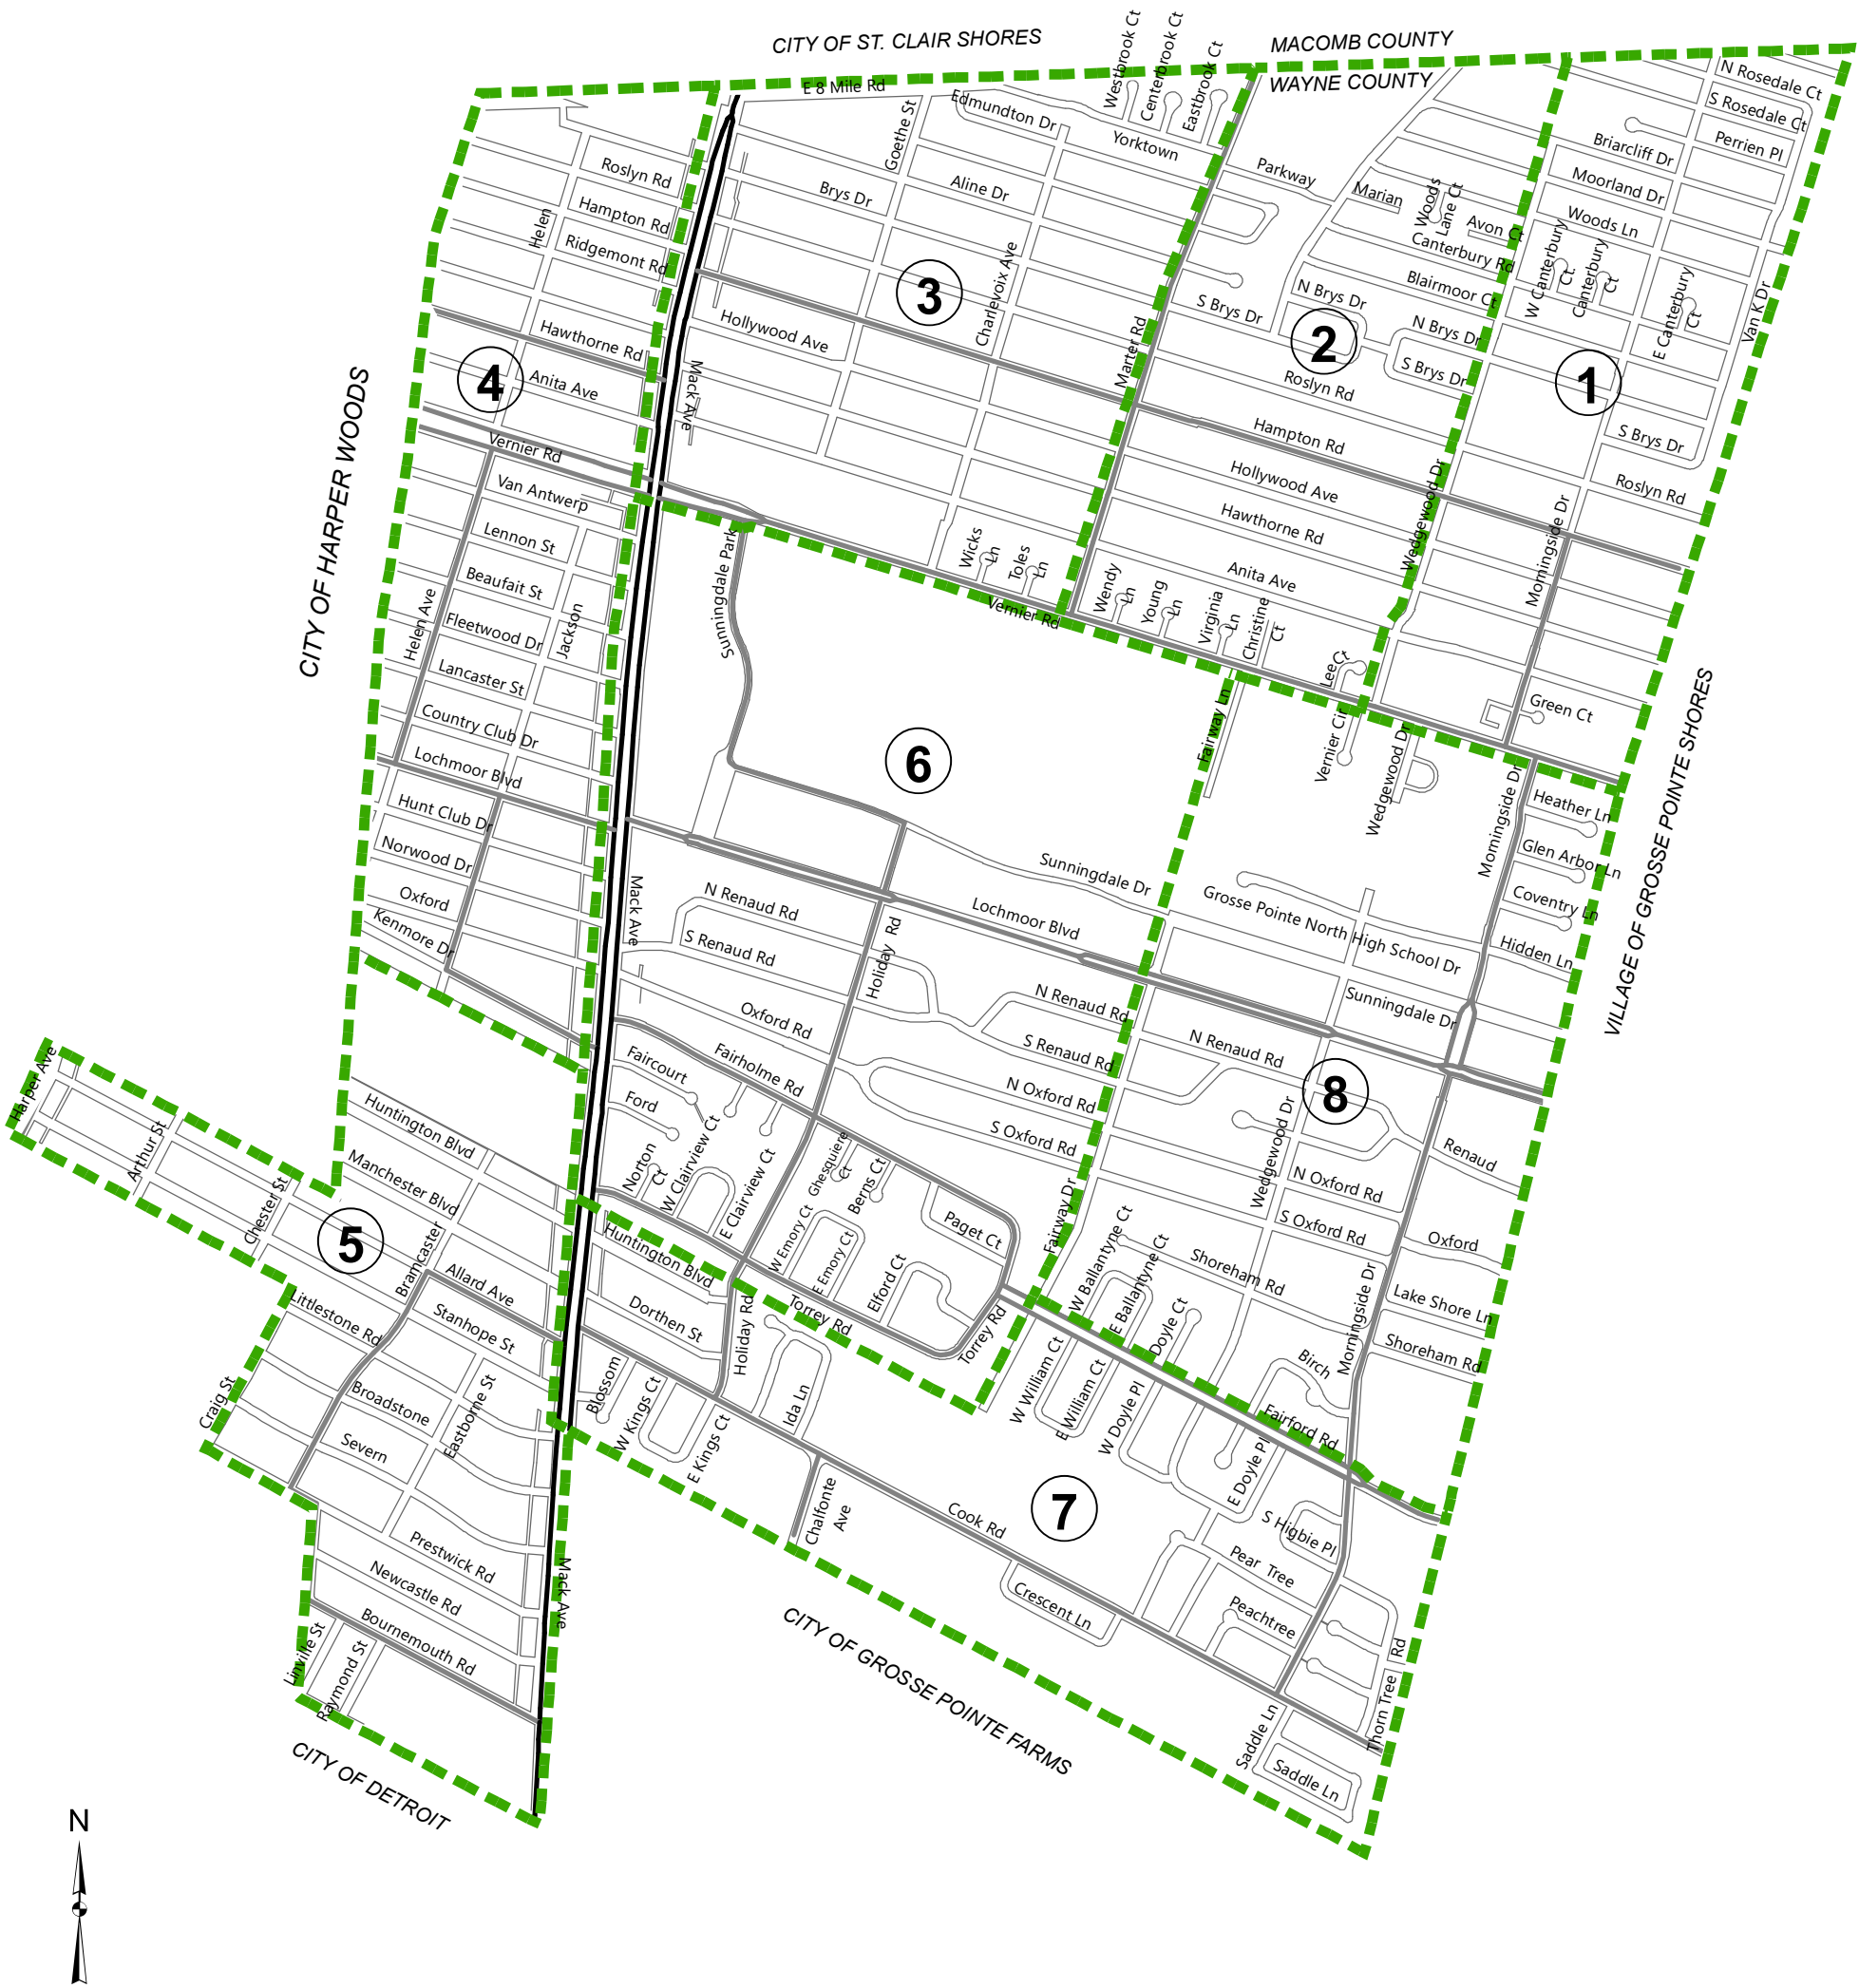 CITY OF ST. CLAIR SHORES
MACOMB COUNTY
WAYNE COUNTY
E 8 Mile Rd
Westbrook Ct
Centerbrook Ct
Eastbrook Ct
N Rosedale Ct
S Rosedale Ct
Perrien Pl
Briarcliff Dr
Moorland Dr
Woods Ln
Edmundton Dr
Goethe St
Yorktown
Parkway
Marian
Woods
Lane Ct
Avon Ct
Canterbury Rd
Blairmoor Ct
W Canterbury
Ct
Canterbury
Ct
E Canterbury
Ct
Van K Dr
Roslyn Rd
Hampton Rd
Ridgemont Rd
Helen
Brys Dr
Aline Dr
Charlevoix Ave
3
S Brys Dr
N Brys Dr
2
N Brys Dr
S Brys Dr
1
S Brys Dr
Roslyn Rd
Hawthorne Rd
4
Anita Ave
Hollywood Ave
Mack Ave
Marter Rd
Roslyn Rd
Hampton Rd
Hollywood Ave
Hawthorne Rd
Anita Ave
Wedgewood Dr
Morningside Dr
CITY OF HARPER WOODS
Vernier Rd
Van Antwerp
Lennon St
Beaufait St
Fleetwood Dr
Lancaster St
Country Club Dr
Lochmoor Blvd
Hunt Club Dr
Norwood Dr
Oxford
Kenmore Dr
Helen Ave
Jackson
Sunningdale Park
Wicks
Ln
Toles
Ln
Vernier Rd
Wendy
Ln
Young
Ln
Virginia
Ln
Christine
Ct
Lee Ct
Green Ct
6
Fairway Ln
Vernier Cir
Wedgewood Dr
Morningside Dr
Heather Ln
Glen Arbor Ln
Coventry Ln
Hidden Ln
VILLAGE OF GROSSE POINTE SHORES
Sunningdale Dr
Grosse Pointe North High School Dr
Sunningdale Dr
Lochmoor Blvd
Mack Ave
N Renaud Rd
S Renaud Rd
Holiday Rd
Oxford Rd
Fairholme Rd
N Renaud Rd
S Renaud Rd
N Oxford Rd
S Oxford Rd
N Renaud Rd
8
Renaud
Wedgewood Dr
N Oxford Rd
S Oxford Rd
Oxford
Lake Shore Ln
Shoreham Rd
Morningside Dr
Shoreham Rd
Faircourt
Ford
Norton
Ct
W Clairview Ct
E Clairview Ct
Ghesquiere
Ct
Berns Ct
W Emory Ct
E Emory Ct
Elford Ct
Paget Ct
Fairway Dr
W Ballantyne Ct
E Ballantyne Ct
Doyle Ct
Harper Ave
Arthur St
Chester St
5
Huntington Blvd
Manchester Blvd
Bramcaster
Allard Ave
Stanhope St
Littlestone Rd
Broadstone
Severn
Eastborne St
Craig St
Prestwick Rd
Newcastle Rd
Bournemouth Rd
Linville St
Raymond St
Mack Ave
Huntington Blvd
Dorthen St
Holiday Rd
Torrey Rd
Torrey Rd
Blossom
W Kings Ct
E Kings Ct
Ida Ln
Chalfonte
Ave
W William Ct
E William Ct
W Doyle Pl
E Doyle Pl
Birch
Fairford Rd
7
Cook Rd
Crescent Ln
S Higbie Pl
Pear Tree
Peachtree
Thorn Tree Rd
Saddle Ln
Saddle Ln
CITY OF GROSSE POINTE FARMS
CITY OF DETROIT
N